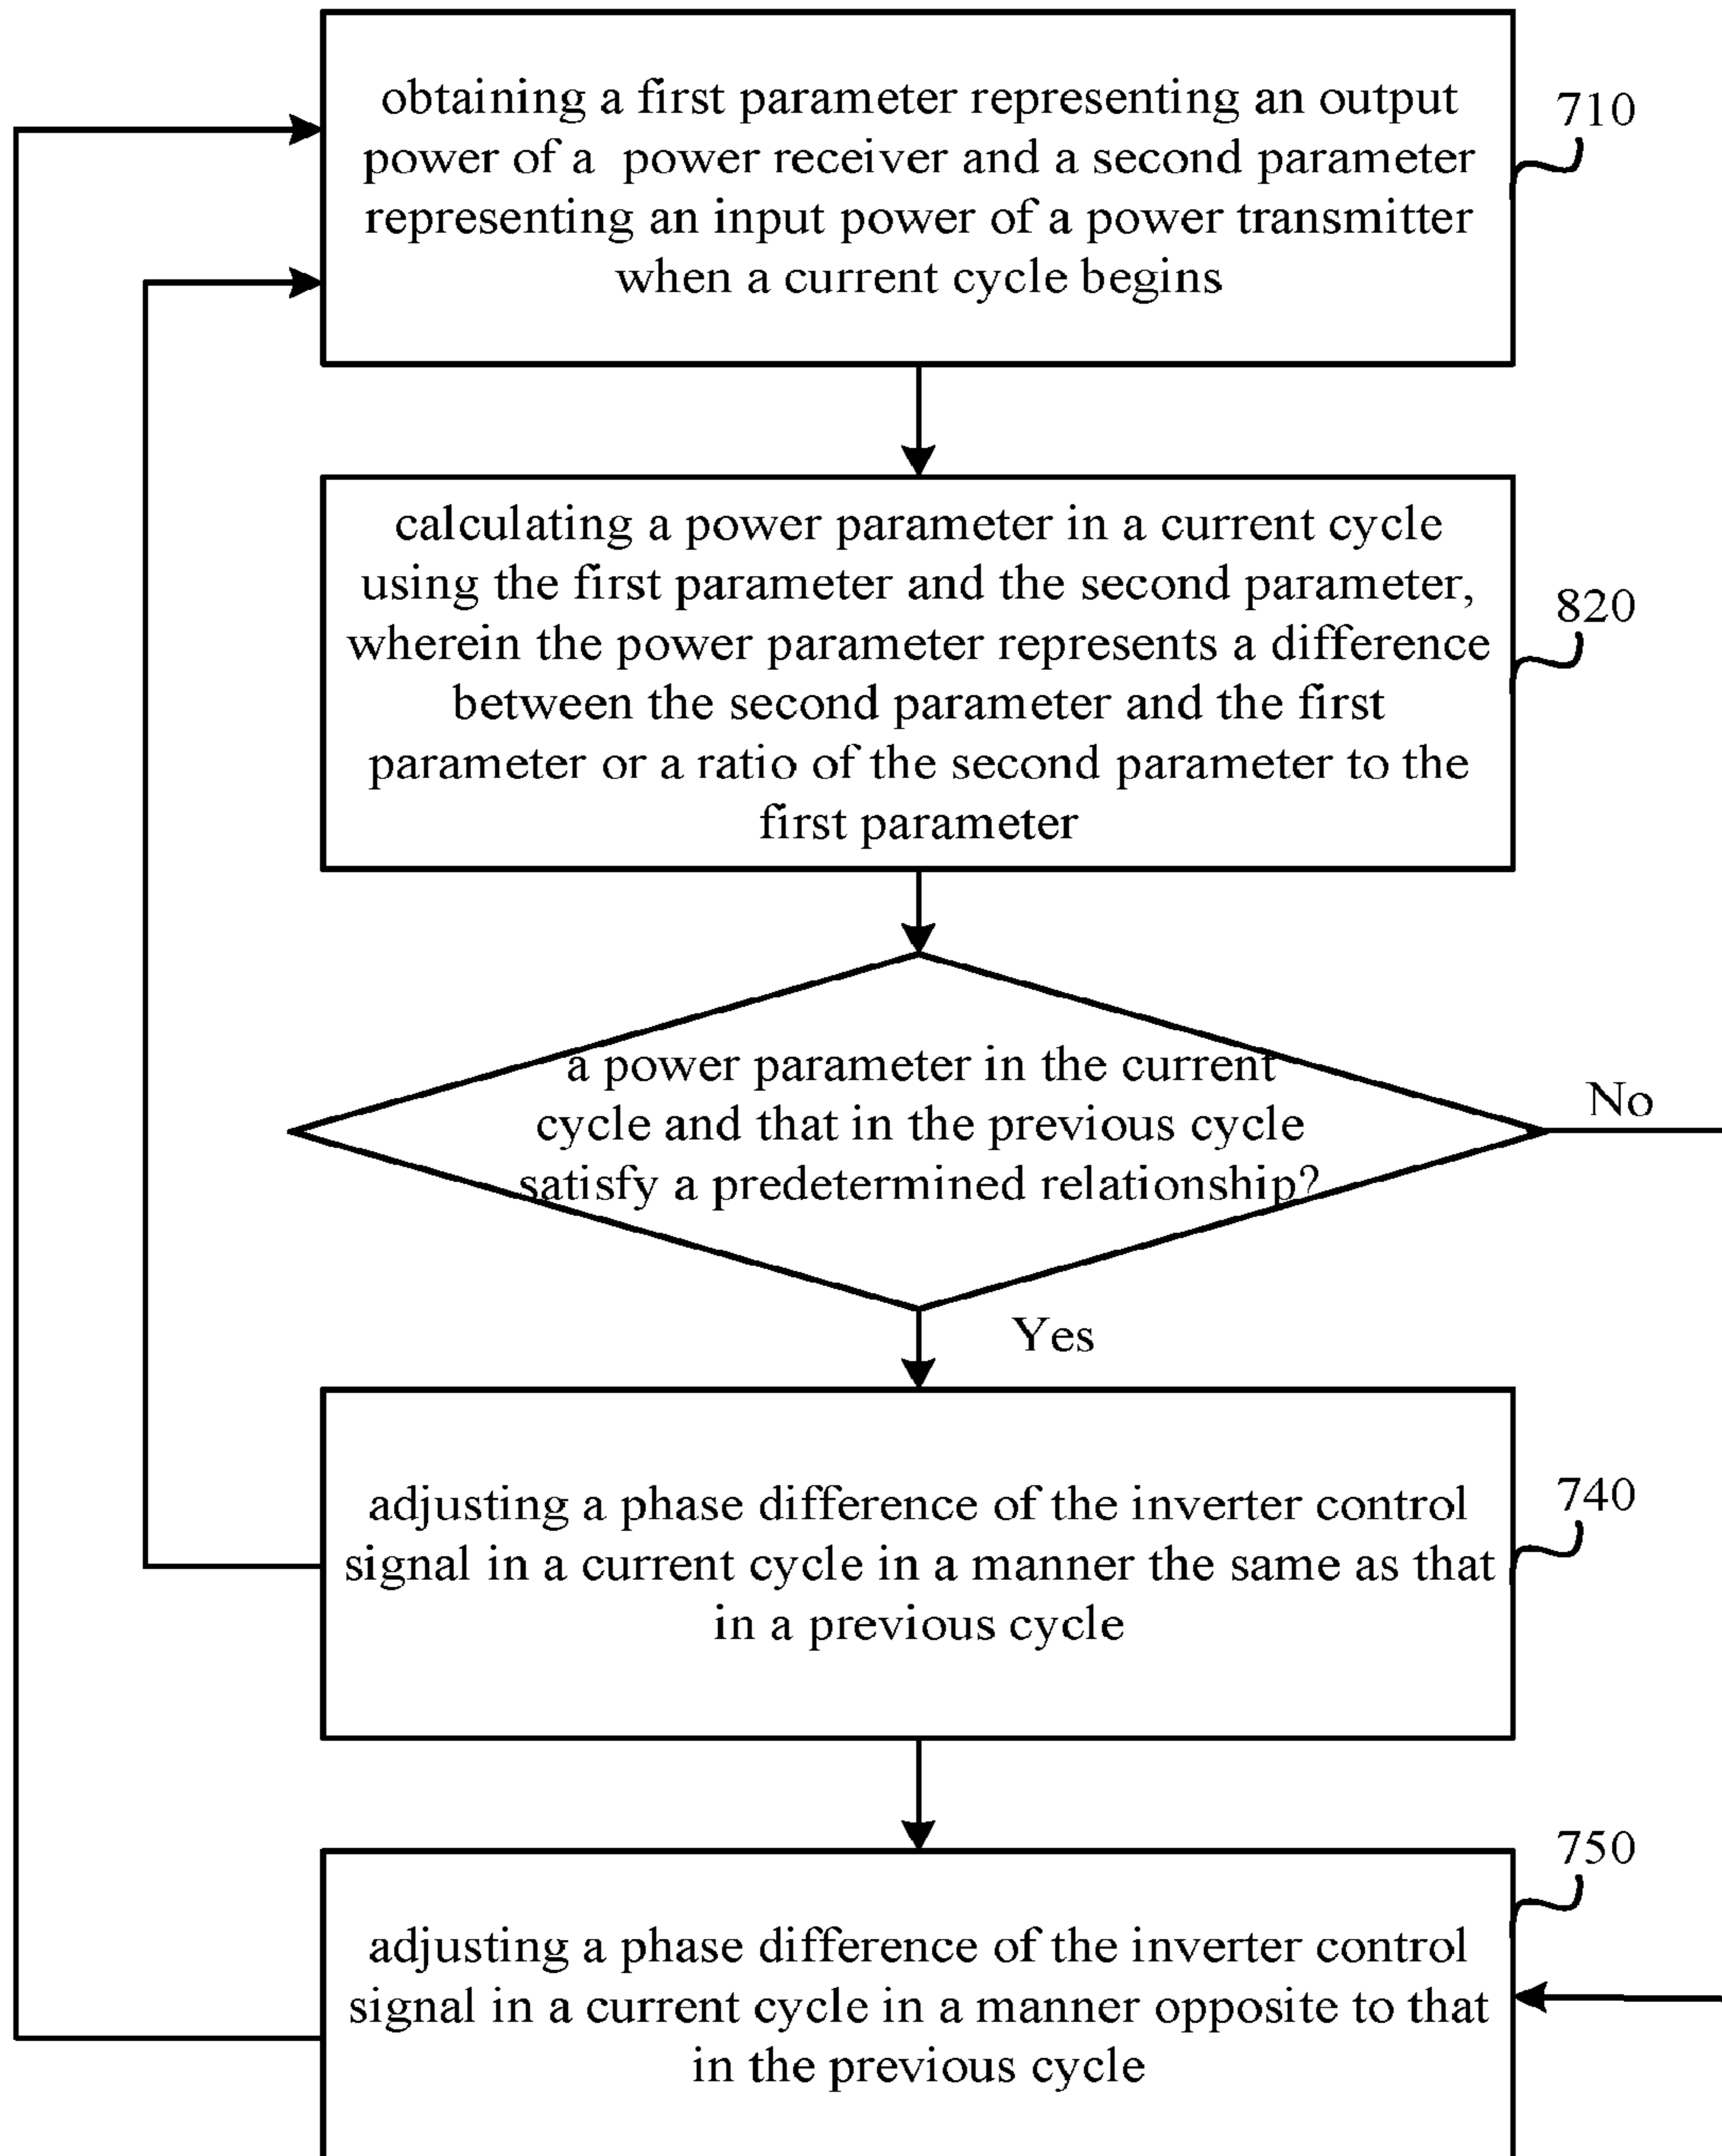 obtaining a first parameter representing an output
power of a power receiver and a second parameter
representing an input power of a power transmitter
when a current cycle begins
710
calculating a power parameter in a current cycle
using the first parameter and the second parameter,
wherein the power parameter represents a difference
between the second parameter and the first
parameter or a ratio of the second parameter to the
first parameter
820
a power parameter in the current
cycle and that in the previous cycle
satisfy a predetermined relationship?
No
Yes
adjusting a phase difference of the inverter control
signal in a current cycle in a manner the same as that
in a previous cycle
740
adjusting a phase difference of the inverter control
signal in a current cycle in a manner opposite to that
in the previous cycle
750